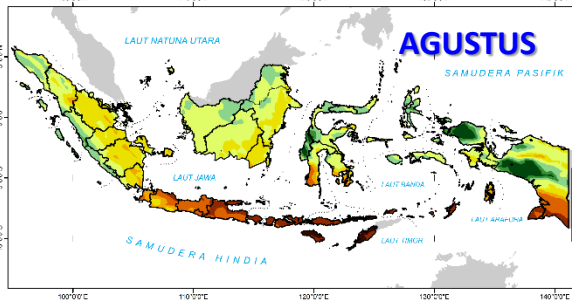 LAUT NATUNA UTARA
AGUSTUS
SAMUDERA PASIFIK
LAUT JAWA
LAUT BANDA
LAUT ARAFURA
LAUT TIMOR
SAMUDERA HINDIA
100°0'0"E
110°0'0"E
120°0'0"E
130°0'0"E
140°0'0"E